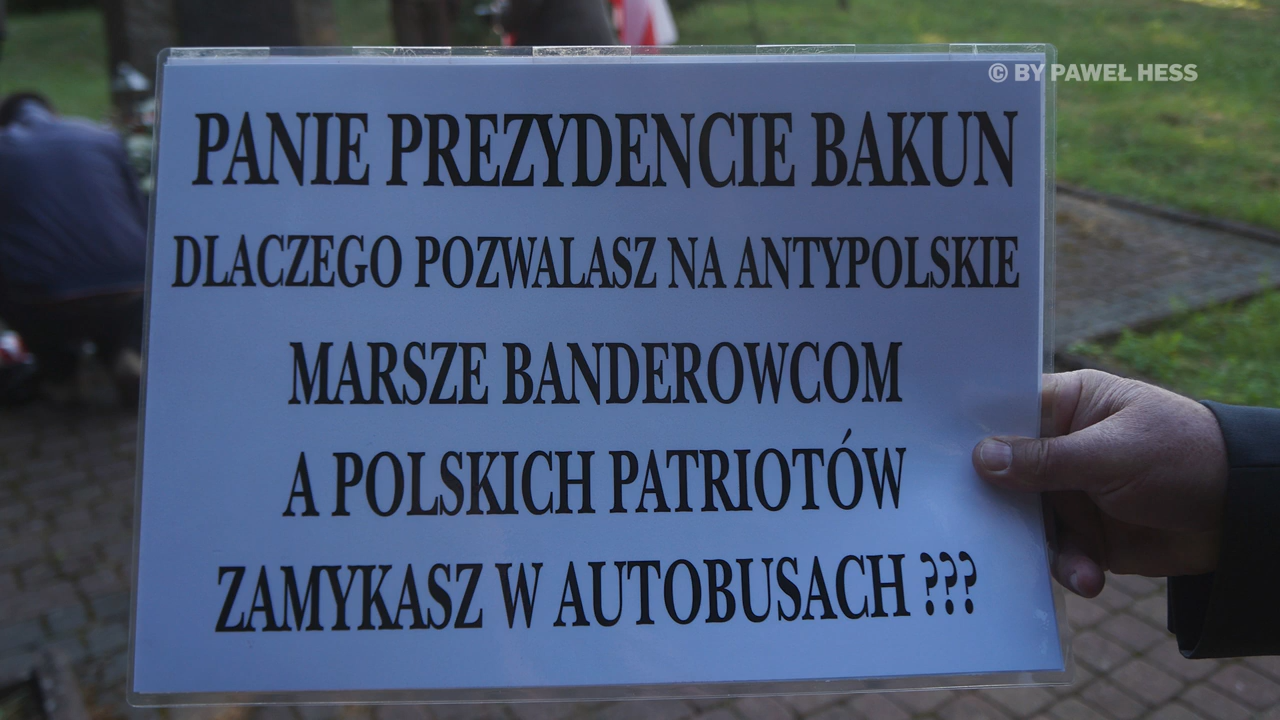 © BY PAWEŁ HESS
PANIE PREZYDENCIE BAKUN
DLACZEGO POZWALASZ NA ANTYPOLSKIE
MARSZE BANDEROWCOM
A POLSKICH PATRIOTÓW
ZAMYKASZ W AUTOBUSACH ???